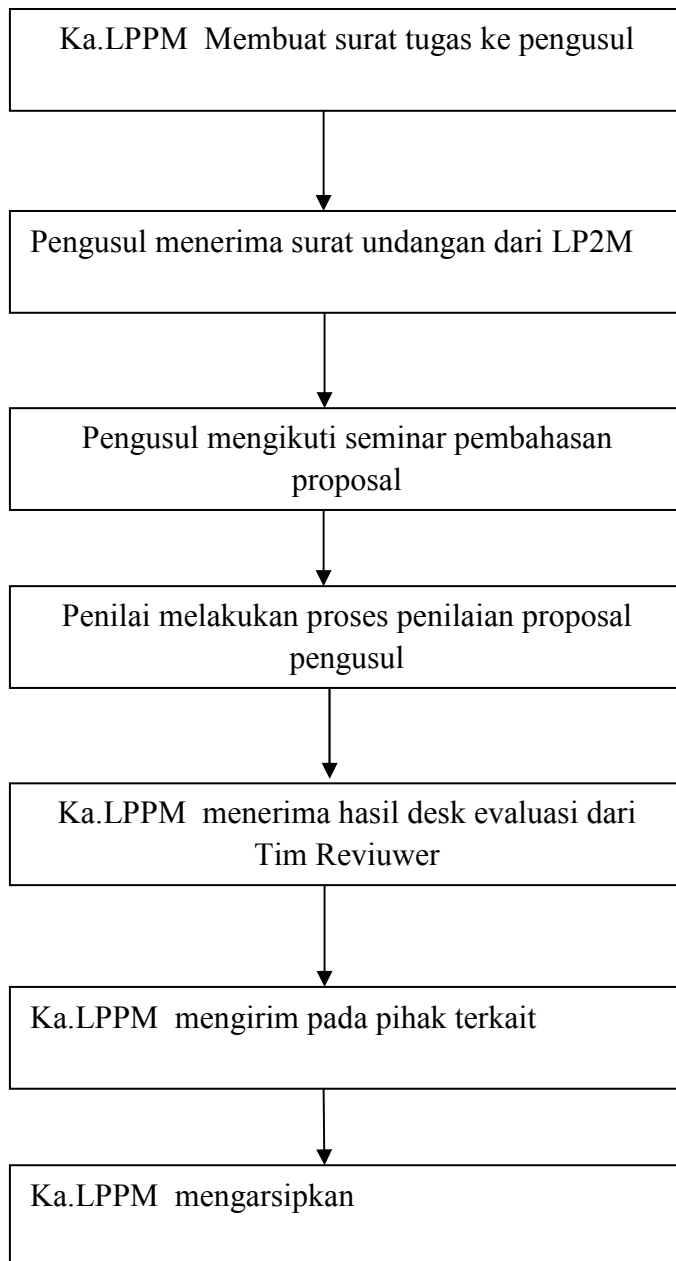 Ka.LPPM  Membuat surat tugas ke pengusul
Pengusul menerima surat undangan dari LP2M
Pengusul mengikuti seminar pembahasan
proposal
Penilai melakukan proses penilaian proposal
pengusul
Ka.LPPM  menerima hasil desk evaluasi dari
Tim Reviuwer
Ka.LPPM  mengirim pada pihak terkait
Ka.LPPM  mengarsipkan